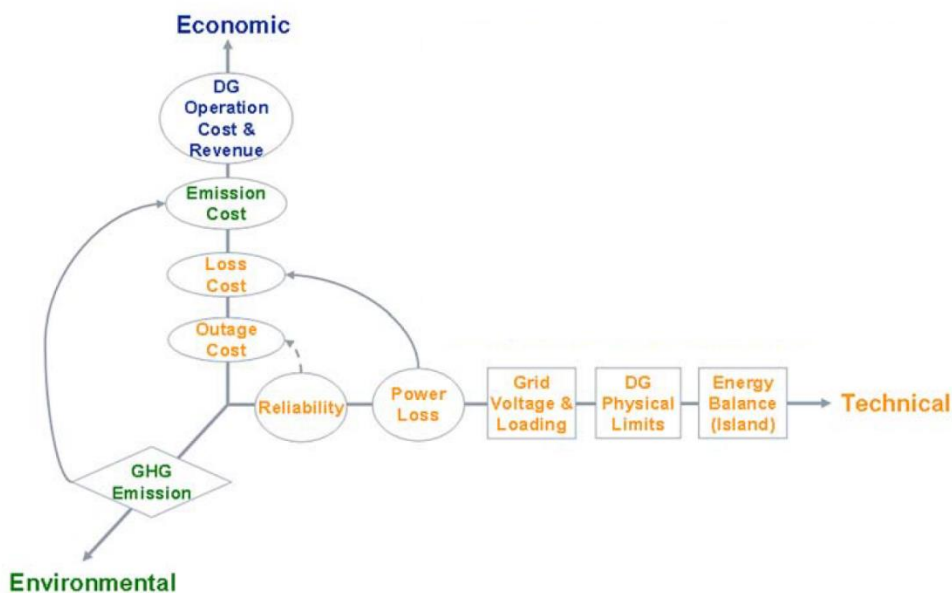 Economic
DG
Operation
Cost &
Revenue
Emission
Cost
Loss
Cost
Outage
Cost
Reliability
Power
Loss
Grid
Voltage &
Loading
DG
Physical
Limits
Energy
Balance
(Island)
Technical
GHG
Emission
Environmental